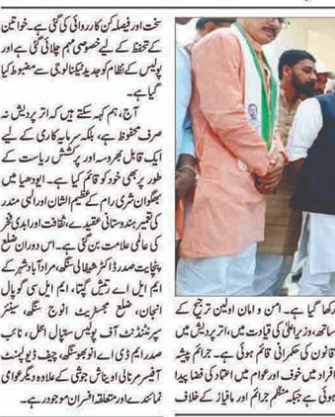 سخت اور فیصلہ کن کارروائی کی گئی ہے۔ خواتین
کے تحفظ کے لیے خصوصی مہم چلائی گئی ہے اور
پولیس کے نظام کو جدید ٹیکنالوجی سے مضبوط کیا
گیا ہے۔
آج، ہم کہہ سکتے ہیں کہ اتر پردیش نہ
صرف محفوظ ہے، بلکہ سرمایہ کاری کے لیے
ایک قابل بھروسہ اور پرکشش ریاست کے
طور پر بھی خود کو قائم کیا ہے۔ ایودھیا میں
بھگوان شری رام کے عظیم الشان اور الہی مندر
کی تعمیر ہندوستانی عقیدے، ثقافت اور ابدی فخر
کی عالمی علامت بن گئی ہے۔ اس دوران ضلع
پنچایت صدر ڈاکٹر شیفالی سنگھ، مرادآباد شہر کے
ایم ایل اے رتیش گپتا، ایم ایل سی گوپال
انجان، ضلع مجسٹریٹ انوج سنگھ، سینئر
سپرنٹنڈنٹ آف پولیس ستپال انتل، نائب
صدر ایم ڈی اے انوبھو سنگھ، چیف ڈیولپمنٹ
آفیسر مرنالی اویناش جوشی کے علاوہ دیگر عوامی
نمائندے اور متعلقہ افسران موجود رہے۔
رکھا گیا ہے۔ امن و امان اولین ترجیح کے
ساتھ، وزیر اعلیٰ کی قیادت میں، اتر پردیش میں
قانون کی حکمرانی قائم ہوئی ہے۔ جرائم پیشہ
افراد میں خوف اور عوام میں اعتماد کی فضا پیدا
ہوئی ہے جبکہ منظم جرائم اور مافیاز کے خلاف